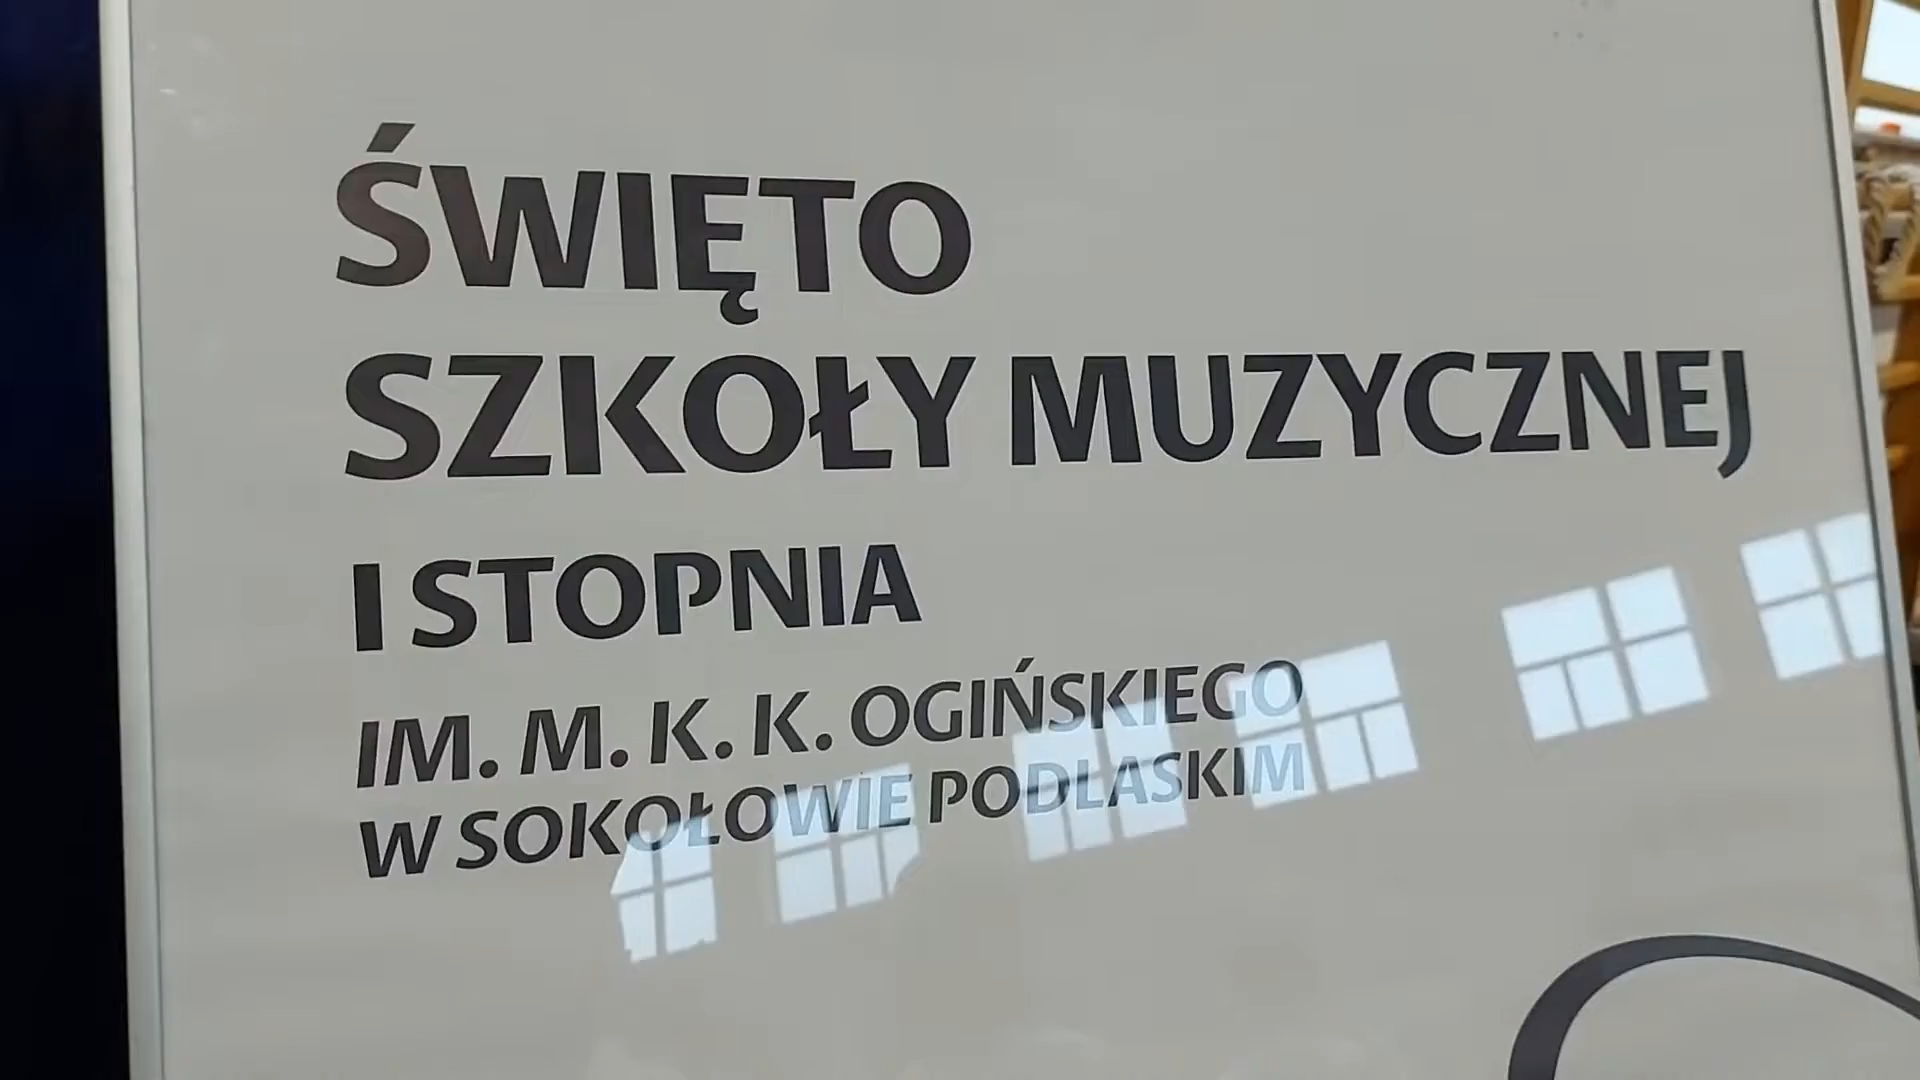 ŚWIĘTO
SZKOŁY MUZYCZNEJ
I STOPNIA
IM. M. K. K. OGIŃSKIEGO
W SOKOŁOWIE PODLASKIM